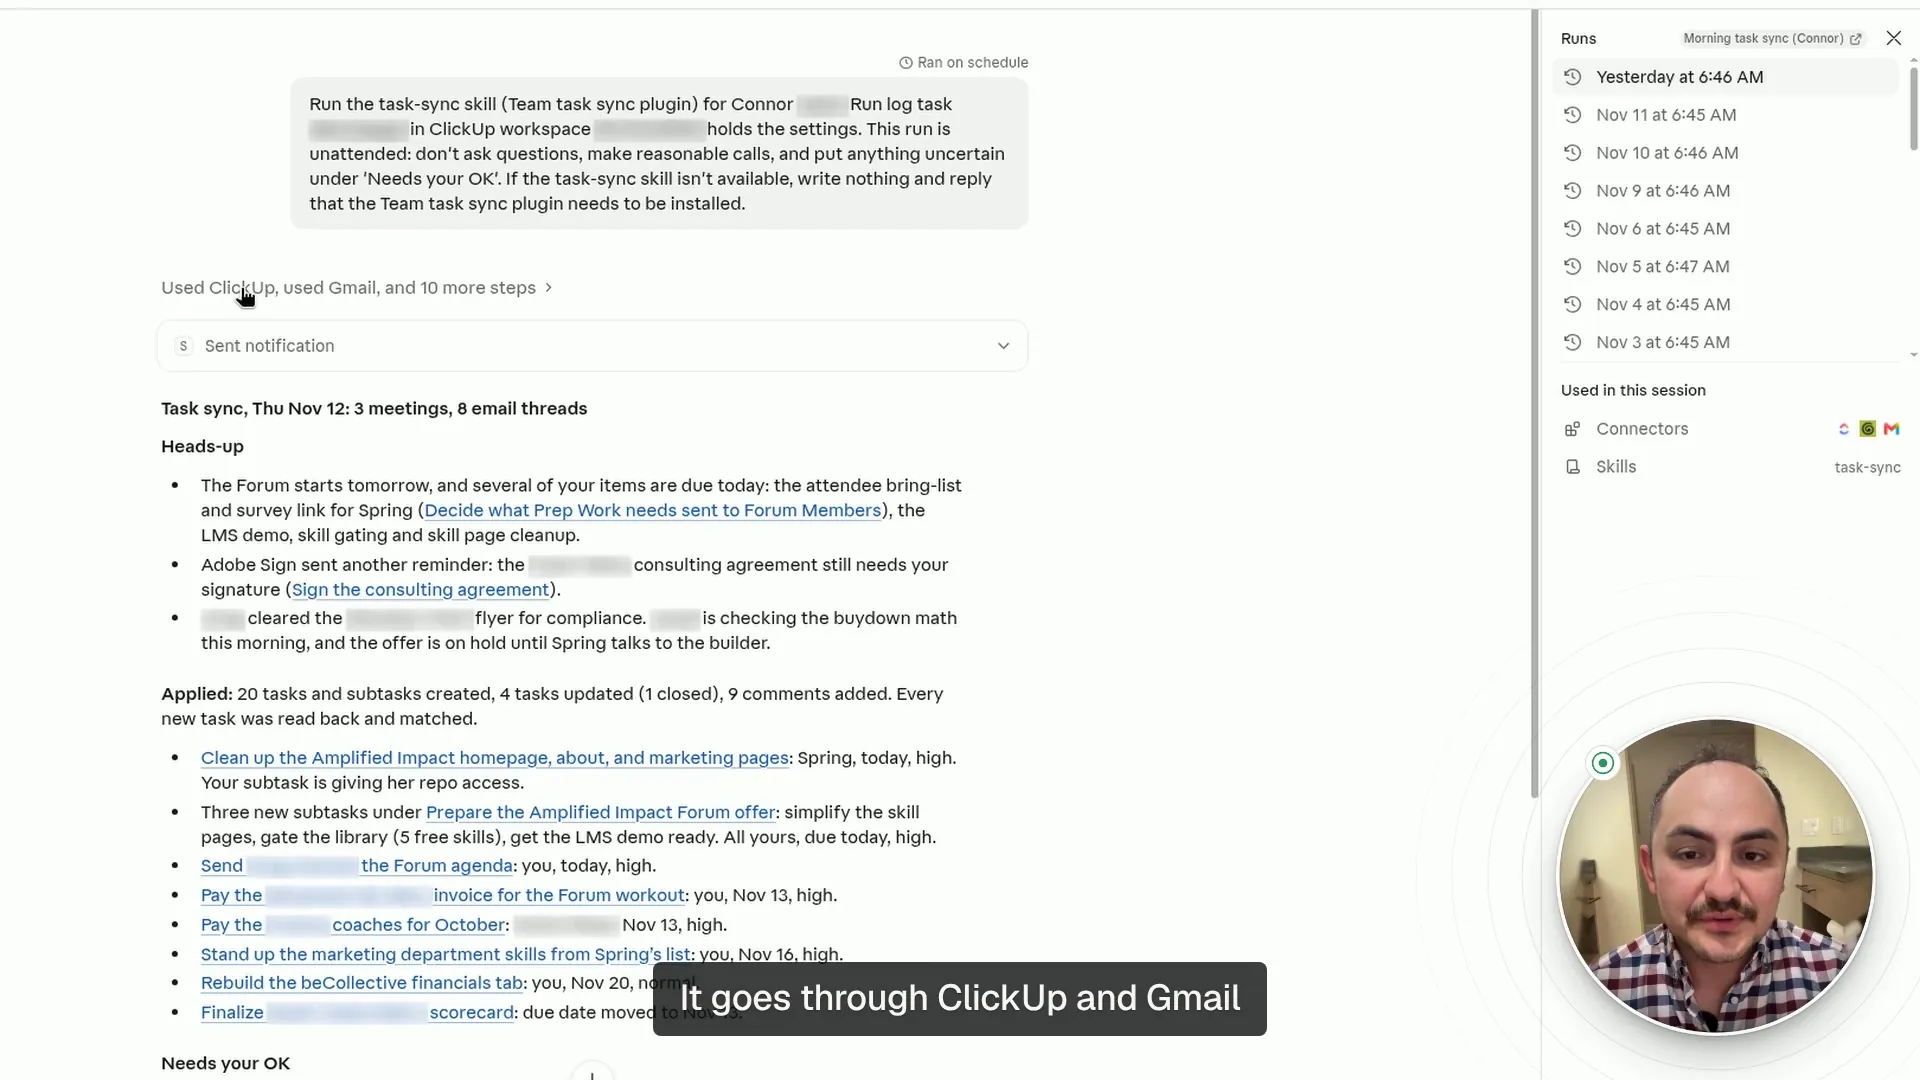 Ran on schedule
Run the task-sync skill (Team task sync plugin) for Connor Run log task
in ClickUp workspace holds the settings. This run is
unattended: don't ask questions, make reasonable calls, and put anything uncertain
under 'Needs your OK'. If the task-sync skill isn't available, write nothing and reply
that the Team task sync plugin needs to be installed.
Used ClickUp, used Gmail, and 10 more steps
S Sent notification
Task sync, Thu Nov 12: 3 meetings, 8 email threads
Heads-up
The Forum starts tomorrow, and several of your items are due today: the attendee bring-list
and survey link for Spring (Decide what Prep Work needs sent to Forum Members), the
LMS demo, skill gating and skill page cleanup.
Adobe Sign sent another reminder: the consulting agreement still needs your
signature (Sign the consulting agreement).
cleared the flyer for compliance. is checking the buydown math
this morning, and the offer is on hold until Spring talks to the builder.
Applied: 20 tasks and subtasks created, 4 tasks updated (1 closed), 9 comments added. Every
new task was read back and matched.
Clean up the Amplified Impact homepage, about, and marketing pages: Spring, today, high.
Your subtask is giving her repo access.
Three new subtasks under Prepare the Amplified Impact Forum offer: simplify the skill
pages, gate the library (5 free skills), get the LMS demo ready. All yours, due today, high.
Send the Forum agenda: you, today, high.
Pay the invoice for the Forum workout: you, Nov 13, high.
Pay the coaches for October: Nov 13, high.
Stand up the marketing department skills from Spring's list: you, Nov 16, high.
Rebuild the beCollective financials tab: you, Nov 20, normal.
Finalize scorecard: due date moved to Nov 13.
Needs your OK
It goes through ClickUp and Gmail
Runs
Morning task sync (Connor)
Yesterday at 6:46 AM
Nov 11 at 6:45 AM
Nov 10 at 6:46 AM
Nov 9 at 6:46 AM
Nov 6 at 6:45 AM
Nov 5 at 6:47 AM
Nov 4 at 6:45 AM
Nov 3 at 6:45 AM
Used in this session
Connectors
Skills task-sync